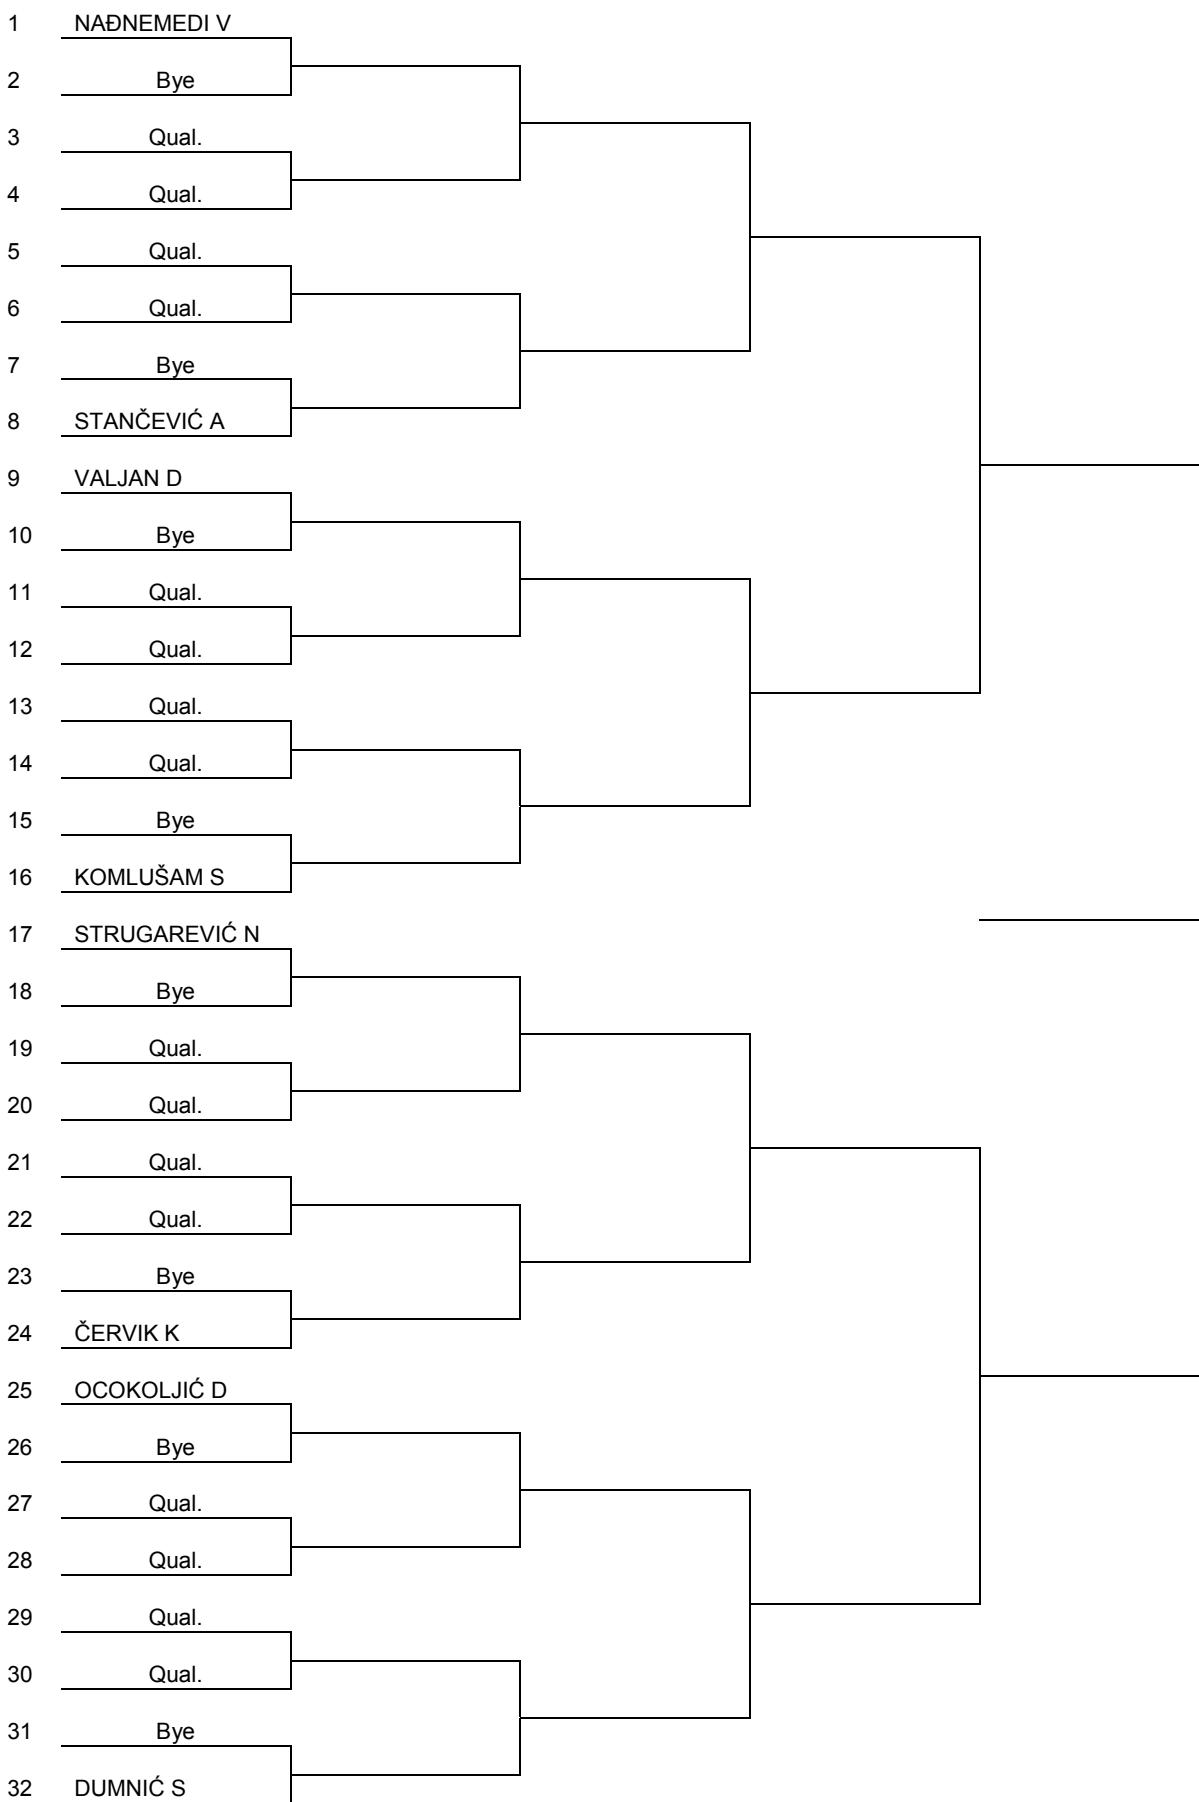 1 NAĐNEMEDI V
2 Bye
3 Qual.
4 Qual.
5 Qual.
6 Qual.
7 Bye
8 STANČEVIĆ A
9 VALJAN D
10 Bye
11 Qual.
12 Qual.
13 Qual.
14 Qual.
15 Bye
16 KOMLUŠAM S
17 STRUGAREVIĆ N
18 Bye
19 Qual.
20 Qual.
21 Qual.
22 Qual.
23 Bye
24 ČERVIK K
25 OCOKOLJIĆ D
26 Bye
27 Qual.
28 Qual.
29 Qual.
30 Qual.
31 Bye
32 DUMNIĆ S